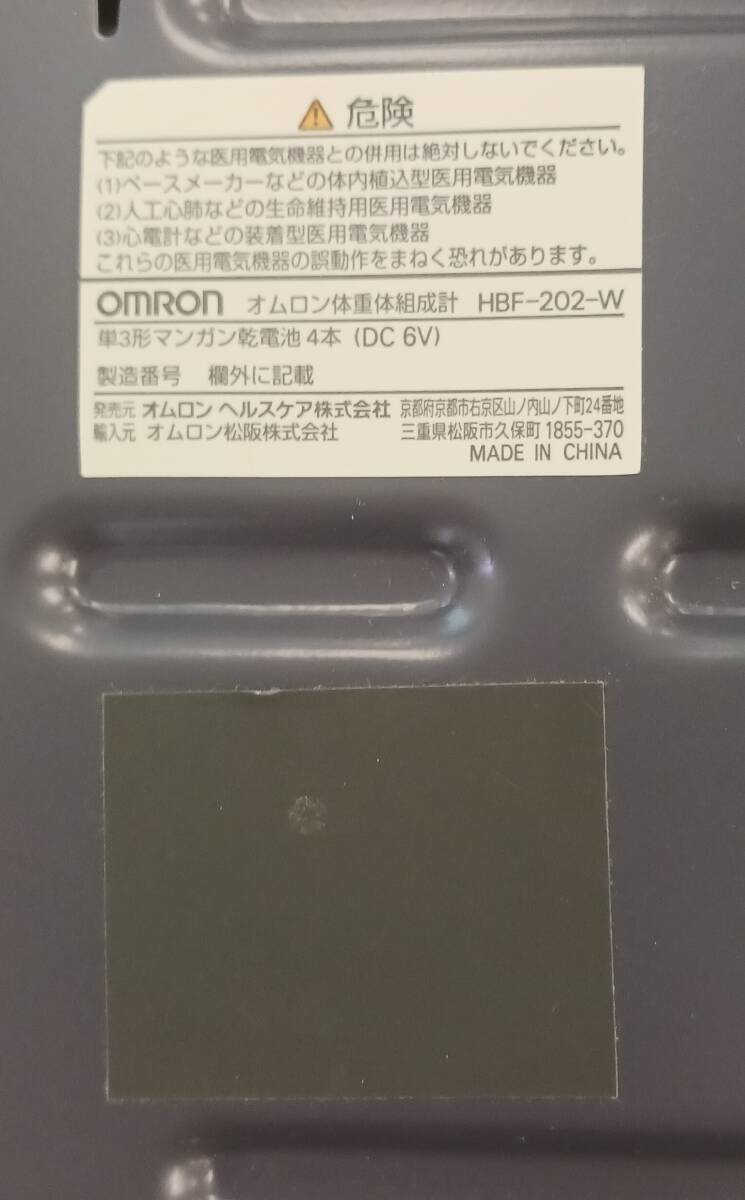 ⚠ 危険
下記のような医用電気機器との併用は絶対しないでください。
(1)ペースメーカーなどの体内植込型医用電気機器
(2)人工心肺などの生命維持用医用電気機器
(3)心電計などの装着型医用電気機器
これらの医用電気機器の誤動作をまねく恐れがあります。
OMRON オムロン体重体組成計 HBF-202-W
単3形マンガン乾電池4本 (DC 6V)
製造番号 欄外に記載
発売元 オムロン ヘルスケア株式会社 京都府京都市右京区山ノ内山ノ下町24番地
輸入元 オムロン松阪株式会社 三重県松阪市久保町 1855-370
MADE IN CHINA